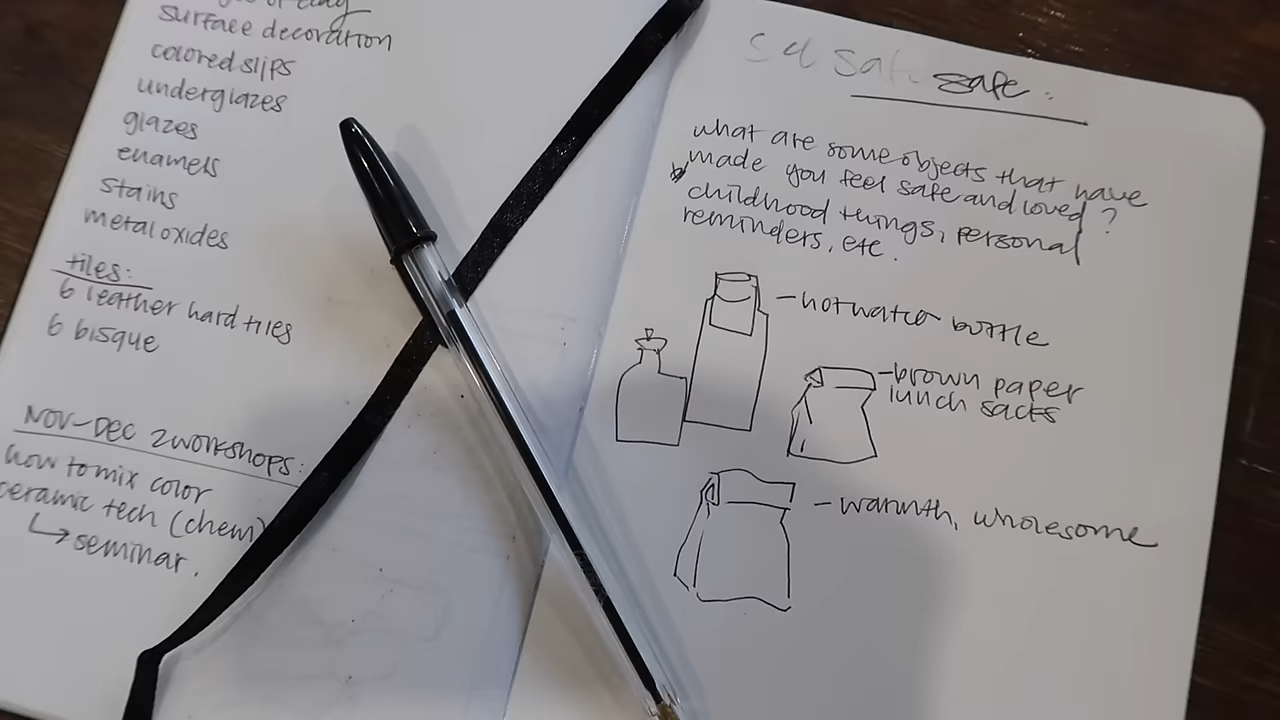 of clay
surface decoration
colored slips
underglazes
glazes
enamels
stains
metal oxides
tiles:
6 leather hard tiles
6 bisque
NOV-DEC 2 WORKSHOPS:
how to mix color
ceramic tech (chem)
↳ seminar.
safe.
what are some objects that have
made you feel safe and loved?
childhood things, personal
reminders, etc.
-hot water bottle
-brown paper
lunch sacks
-warmth, wholesome